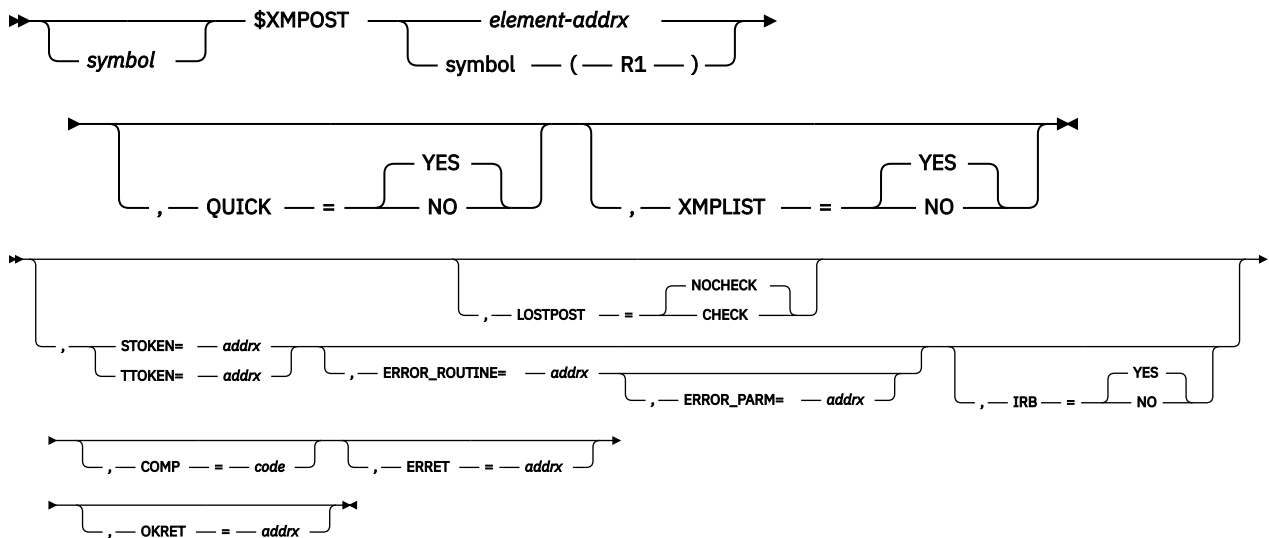 $XMPOST element-addrx
symbol symbol ( R1 )
YES YES
, QUICK = NO , XMPLIST = NO
NOCHECK
, LOSTPOST = CHECK
, STOKEN= addrx
TTOKEN= addrx , ERROR_ROUTINE= addrx YES
, ERROR_PARM= addrx , IRB = NO
, COMP = code , ERRET = addrx
, OKRET = addrx